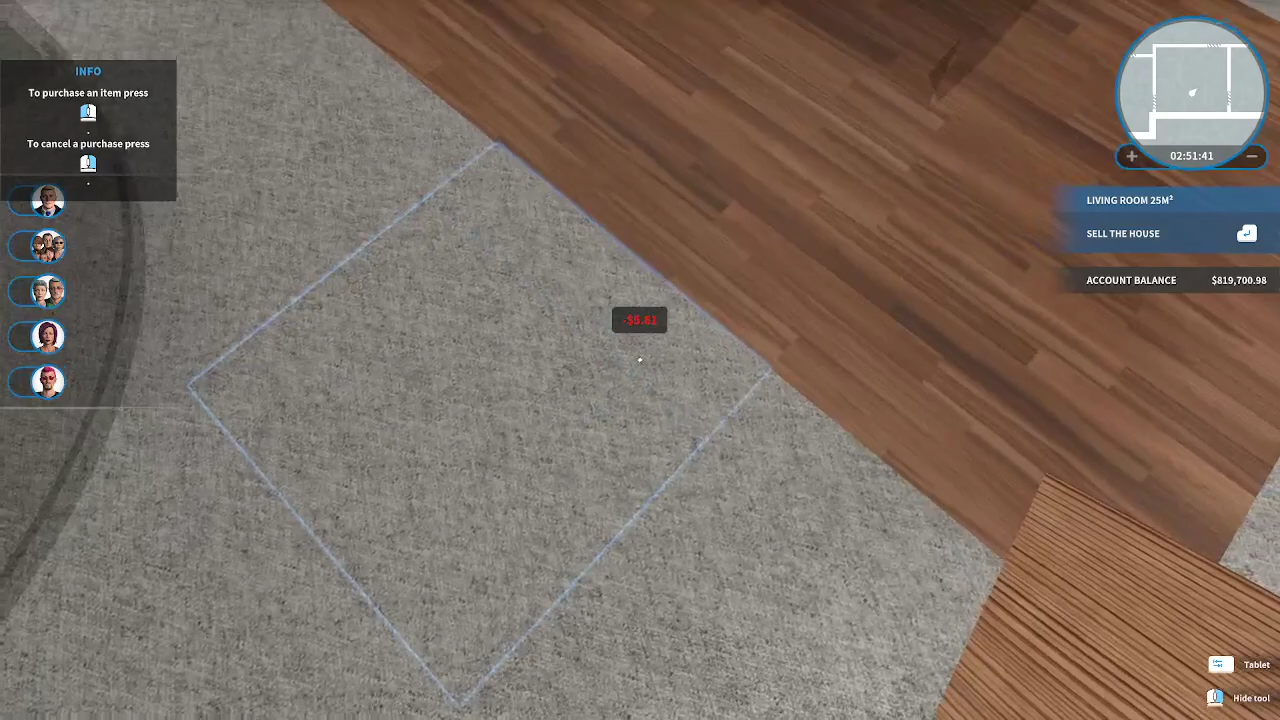 INFO
To purchase an item press
.
To cancel a purchase press
.
02:51:41
LIVING ROOM 25M²
SELL THE HOUSE
ACCOUNT BALANCE $819,700.98
-$5.61
Tablet
Hide tool